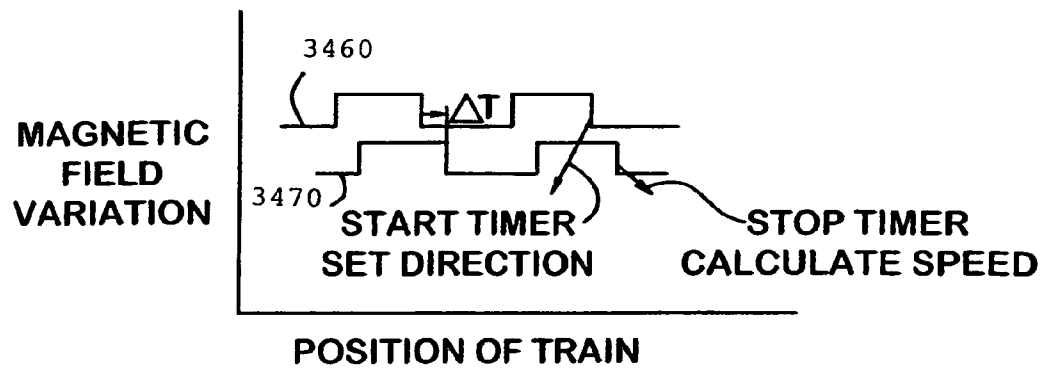 3460
ΔT
MAGNETIC
FIELD
VARIATION
3470
START TIMER
SET DIRECTION
STOP TIMER
CALCULATE SPEED
POSITION OF TRAIN